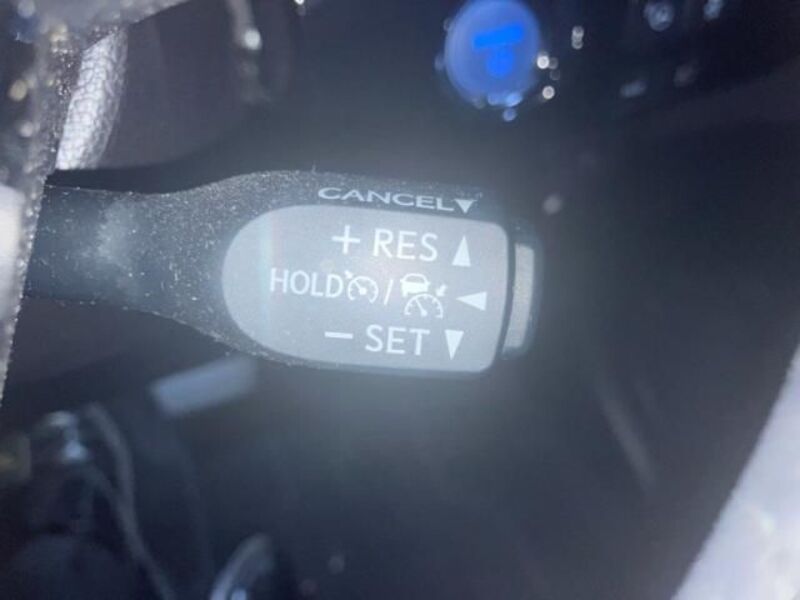 CANCEL▼
+ RES ▲
HOLD / ◀
− SET ▼